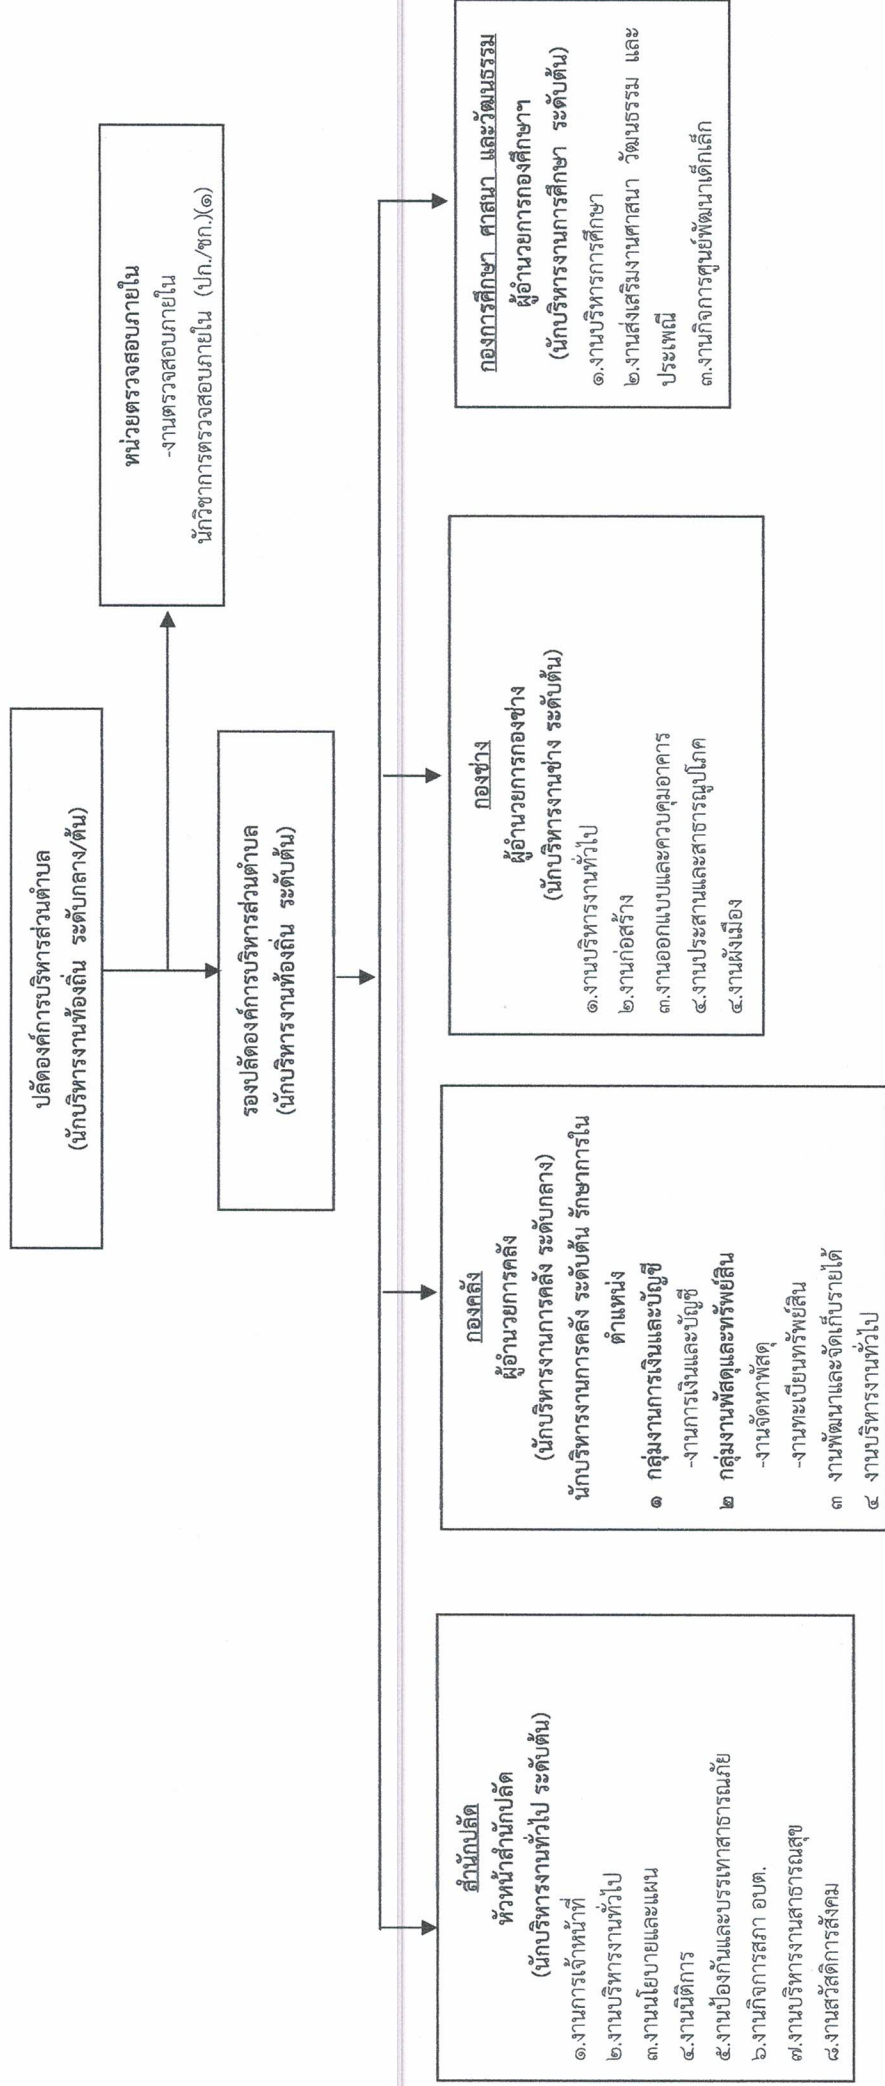 ปลัดองค์การบริหารส่วนตำบล
(นักบริหารงานท้องถิ่น ระดับกลาง/ต้น)
หน่วยตรวจสอบภายใน
-งานตรวจสอบภายใน
นักวิชาการตรวจสอบภายใน (ปก./ชก.)(๑)
รองปลัดองค์การบริหารส่วนตำบล
(นักบริหารงานท้องถิ่น ระดับต้น)
สำนักปลัด
หัวหน้าสำนักปลัด
(นักบริหารงานทั่วไป ระดับต้น)
๑.งานการเจ้าหน้าที่
๒.งานบริหารงานทั่วไป
๓.งานนโยบายและแผน
๔.งานนิติการ
๕.งานป้องกันและบรรเทาสาธารณภัย
๖.งานกิจการสภา อบต.
๗.งานบริหารงานสาธารณสุข
๘.งานสวัสดิการสังคม
กองคลัง
ผู้อำนวยการคลัง
(นักบริหารงานการคลัง ระดับกลาง)
นักบริหารงานการคลัง ระดับต้น รักษาการใน
ตำแหน่ง
๑ กลุ่มงานการเงินและบัญชี
-งานการเงินและบัญชี
๒ กลุ่มงานพัสดุและทรัพย์สิน
-งานจัดหาพัสดุ
-งานทะเบียนทรัพย์สิน
๓ งานพัฒนาและจัดเก็บรายได้
๔ งานบริหารงานทั่วไป
กองช่าง
ผู้อำนวยการกองช่าง
(นักบริหารงานช่าง ระดับต้น)
๑.งานบริหารงานทั่วไป
๒.งานก่อสร้าง
๓.งานออกแบบและควบคุมอาคาร
๔.งานประสานและสาธารณูปโภค
๔.งานผังเมือง
กองการศึกษา ศาสนา และวัฒนธรรม
ผู้อำนวยการกองศึกษาฯ
(นักบริหารงานการศึกษา ระดับต้น)
๑.งานบริหารการศึกษา
๒.งานส่งเสริมงานศาสนา วัฒนธรรม และ
ประเพณี
๓.งานกิจการศูนย์พัฒนาเด็กเล็ก